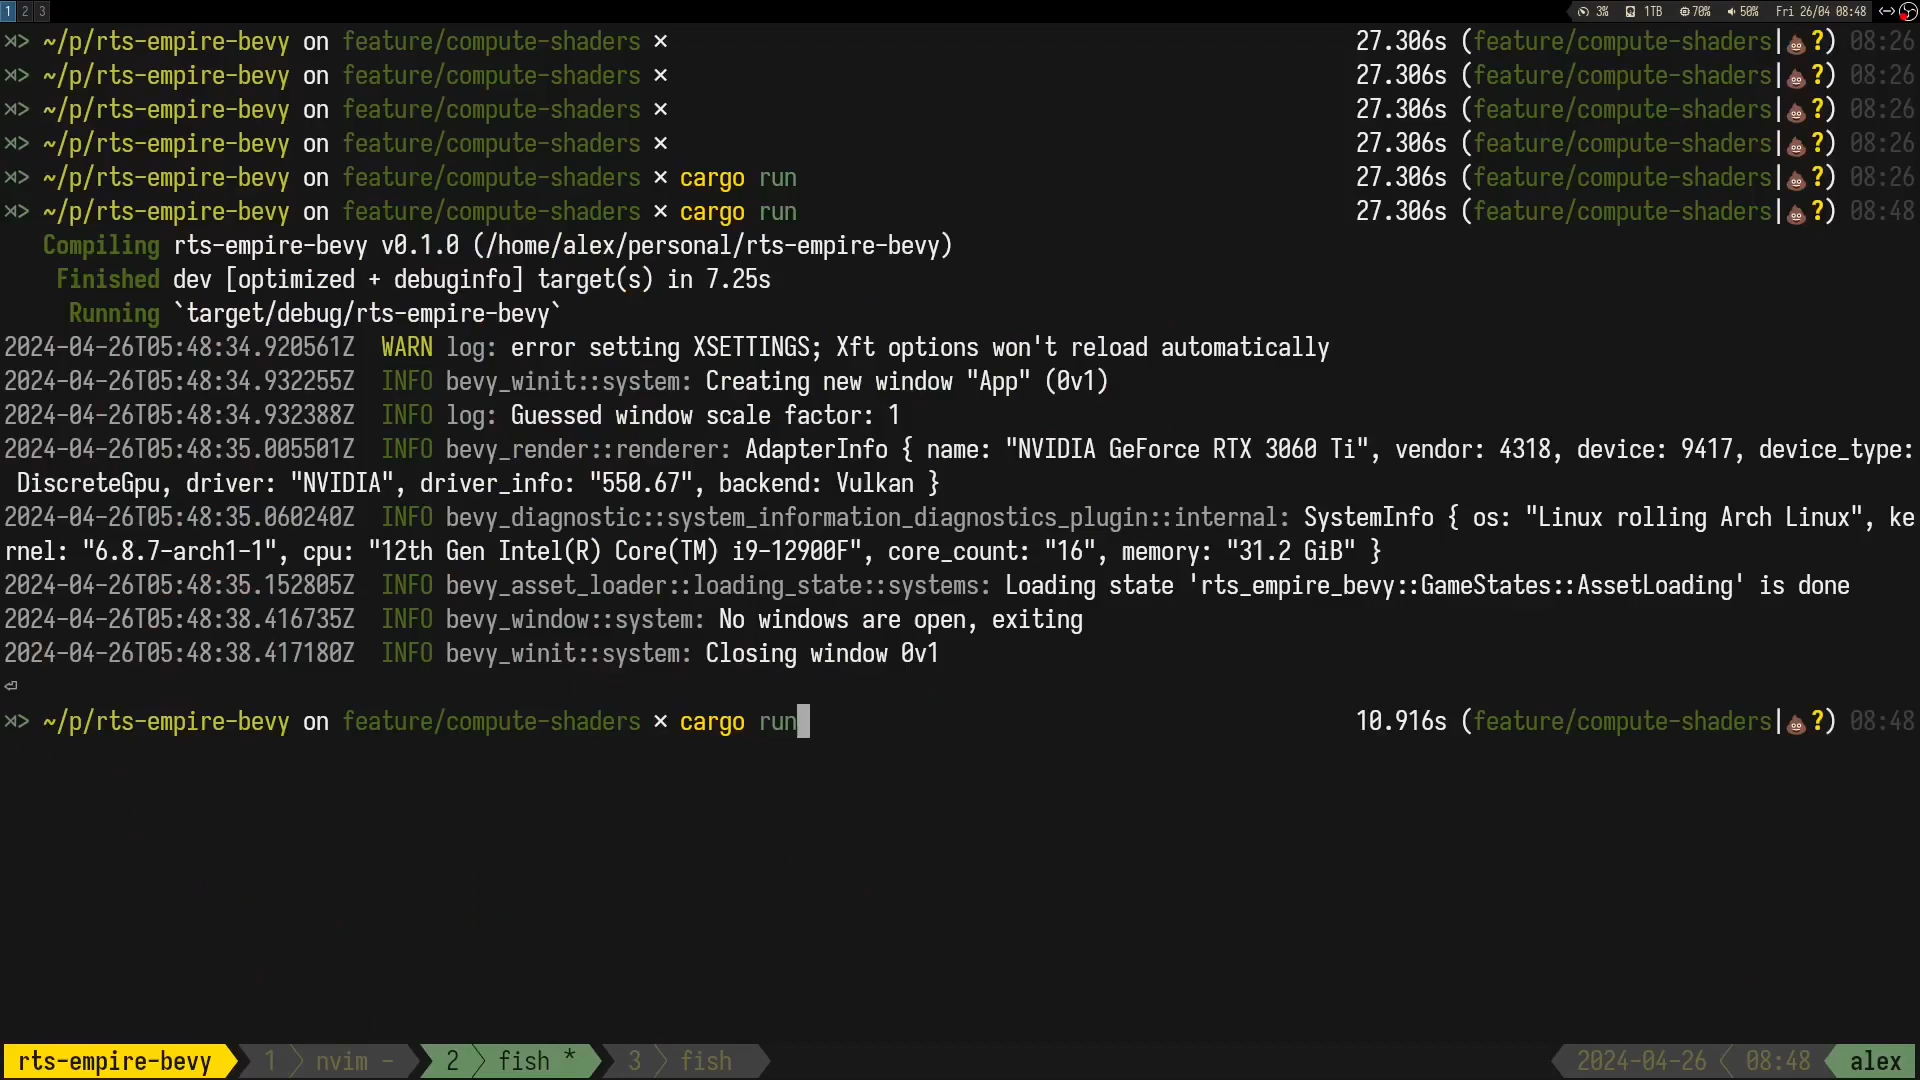 1 2 3 3% 1TB 70% 50% Fri 26/04 08:48
~/p/rts-empire-bevy on feature/compute-shaders × 27.306s (feature/compute-shaders|💩?) 08:26
~/p/rts-empire-bevy on feature/compute-shaders × 27.306s (feature/compute-shaders|💩?) 08:26
~/p/rts-empire-bevy on feature/compute-shaders × 27.306s (feature/compute-shaders|💩?) 08:26
~/p/rts-empire-bevy on feature/compute-shaders × 27.306s (feature/compute-shaders|💩?) 08:26
~/p/rts-empire-bevy on feature/compute-shaders × cargo run 27.306s (feature/compute-shaders|💩?) 08:26
~/p/rts-empire-bevy on feature/compute-shaders × cargo run 27.306s (feature/compute-shaders|💩?) 08:48
Compiling rts-empire-bevy v0.1.0 (/home/alex/personal/rts-empire-bevy)
Finished dev [optimized + debuginfo] target(s) in 7.25s
Running `target/debug/rts-empire-bevy`
2024-04-26T05:48:34.920561Z WARN log: error setting XSETTINGS; Xft options won't reload automatically
2024-04-26T05:48:34.932255Z INFO bevy_winit::system: Creating new window "App" (0v1)
2024-04-26T05:48:34.932388Z INFO log: Guessed window scale factor: 1
2024-04-26T05:48:35.005501Z INFO bevy_render::renderer: AdapterInfo { name: "NVIDIA GeForce RTX 3060 Ti", vendor: 4318, device: 9417, device_type:
DiscreteGpu, driver: "NVIDIA", driver_info: "550.67", backend: Vulkan }
2024-04-26T05:48:35.060240Z INFO bevy_diagnostic::system_information_diagnostics_plugin::internal: SystemInfo { os: "Linux rolling Arch Linux", ke
rnel: "6.8.7-arch1-1", cpu: "12th Gen Intel(R) Core(TM) i9-12900F", core_count: "16", memory: "31.2 GiB" }
2024-04-26T05:48:35.152805Z INFO bevy_asset_loader::loading_state::systems: Loading state 'rts_empire_bevy::GameStates::AssetLoading' is done
2024-04-26T05:48:38.416735Z INFO bevy_window::system: No windows are open, exiting
2024-04-26T05:48:38.417180Z INFO bevy_winit::system: Closing window 0v1
⏎
~/p/rts-empire-bevy on feature/compute-shaders × cargo run 10.916s (feature/compute-shaders|💩?) 08:48
rts-empire-bevy 1 nvim - 2 fish * 3 fish 2024-04-26 08:48 alex